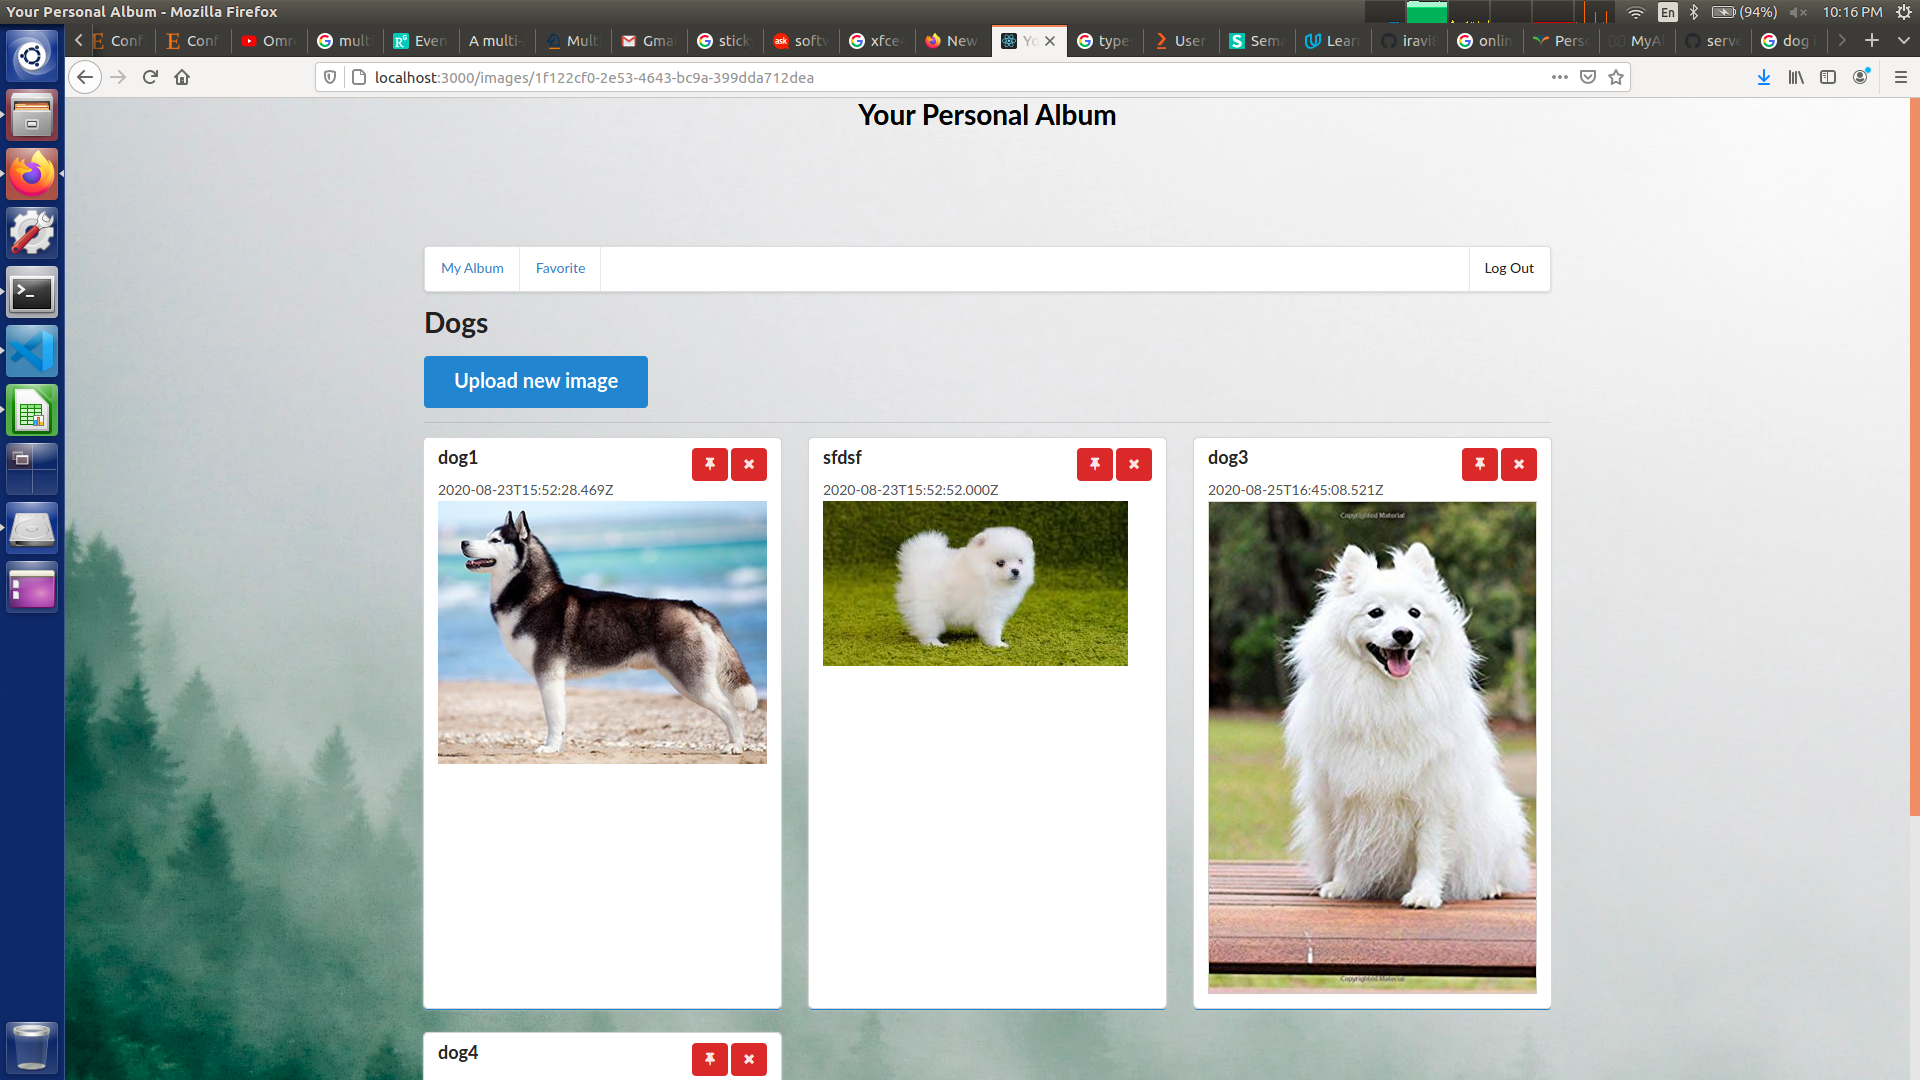 Your Personal Album - Mozilla Firefox
En
(94%)
10:16 PM
Conf
Conf
Omr
mult
Even
A multi-
Mult
Gmai
stick
ask
softw
xfce
New
Yo
type
User
Sem
Lear
iravi
onlin
Pers
MyA
serve
dog
localhost:3000/images/1f122cf0-2e53-4643-bc9a-399dda712dea
Your Personal Album
My Album
Favorite
Log Out
Dogs
Upload new image
dog1
2020-08-23T15:52:28.469Z
sfdsf
2020-08-23T15:52:52.000Z
dog3
2020-08-25T16:45:08.521Z
Copyrighted Material
Copyrighted Material
dog4